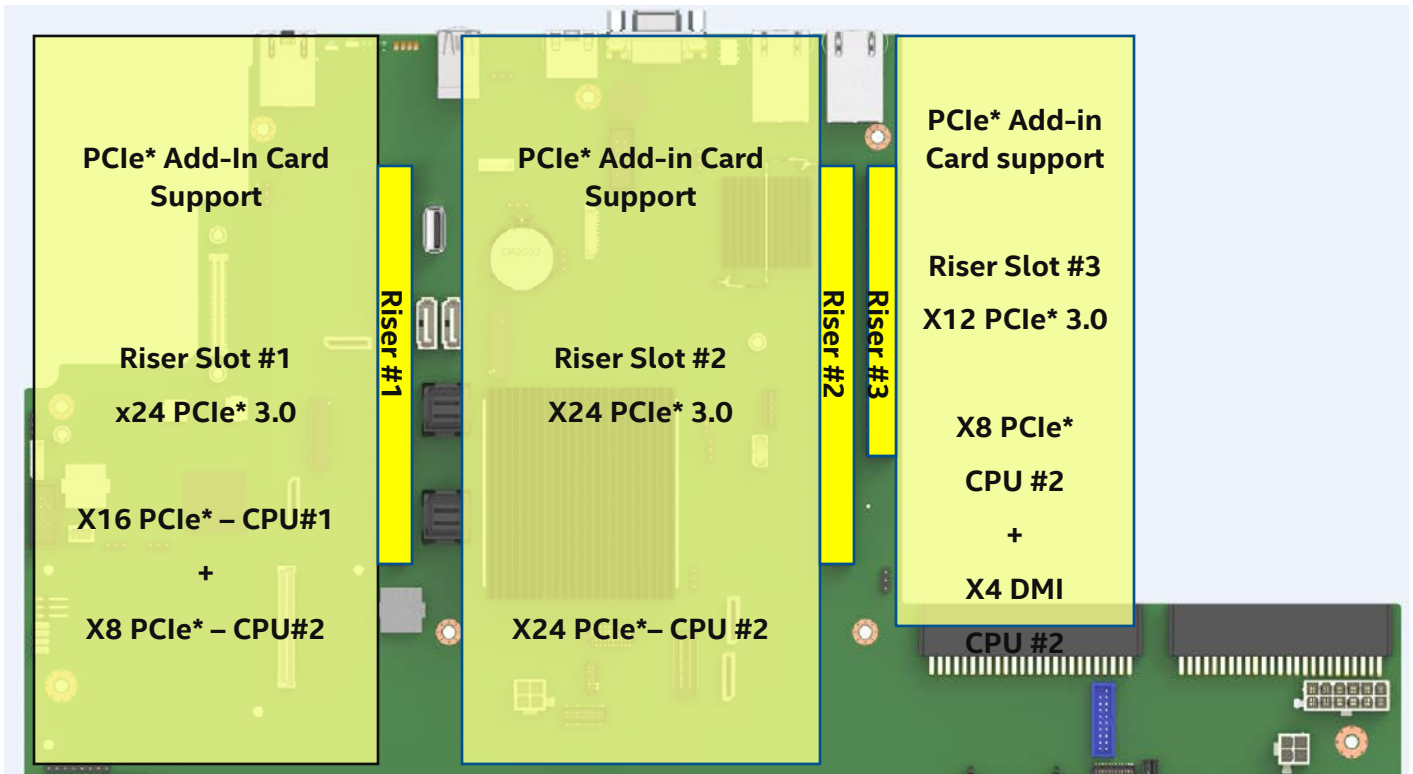 PCIe* Add-In Card
Support
Riser Slot #1
x24 PCIe* 3.0
X16 PCIe* – CPU#1
+
X8 PCIe* – CPU#2
Riser #1
PCIe* Add-in Card
Support
CR2032
Riser Slot #2
X24 PCIe* 3.0
X24 PCIe*– CPU #2
Riser #2
Riser #3
PCIe* Add-in
Card support
Riser Slot #3
X12 PCIe* 3.0
X8 PCIe*
CPU #2
+
X4 DMI
CPU #2